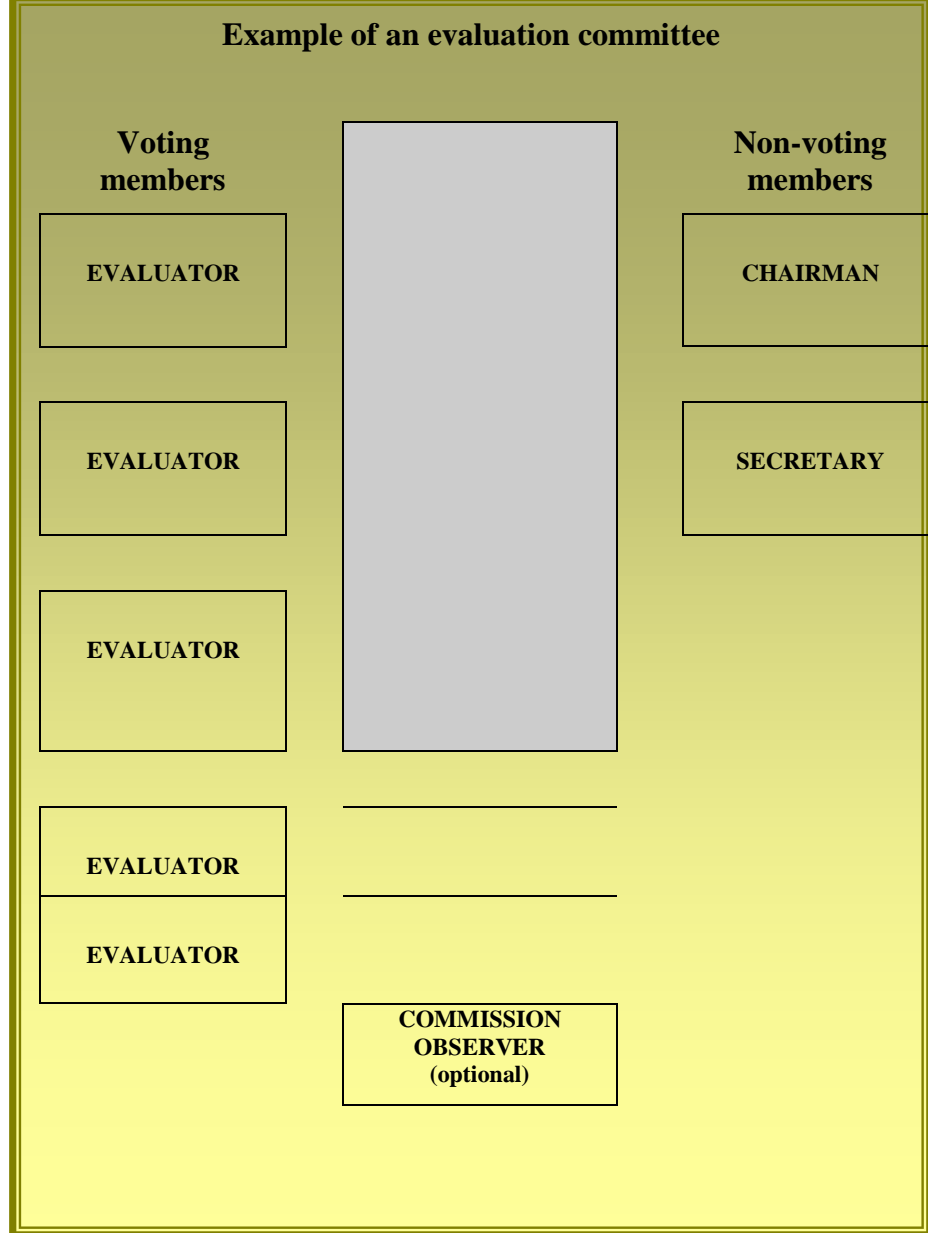 Example of an evaluation committee
Voting
members
Non-voting
members
EVALUATOR
CHAIRMAN
EVALUATOR
SECRETARY
EVALUATOR
EVALUATOR
EVALUATOR
COMMISSION
OBSERVER
(optional)